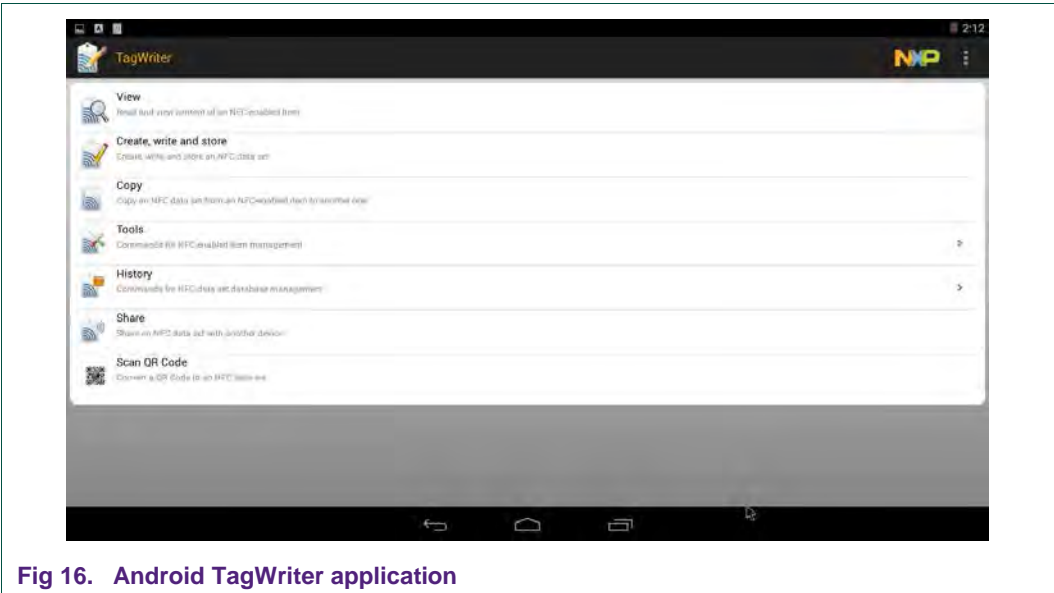 2:12
TagWriter
NXP
View
Read and view content of an NFC-enabled item
Create, write and store
Create, write and store an NFC data set
Copy
Copy an NFC data set from an NFC-enabled item to another one
Tools
Commands for NFC-enabled item management
History
Commands for NFC data set database management
Share
Share an NFC data set with another device
Scan QR Code
Convert a QR Code to an NFC data set
Fig 16. Android TagWriter application